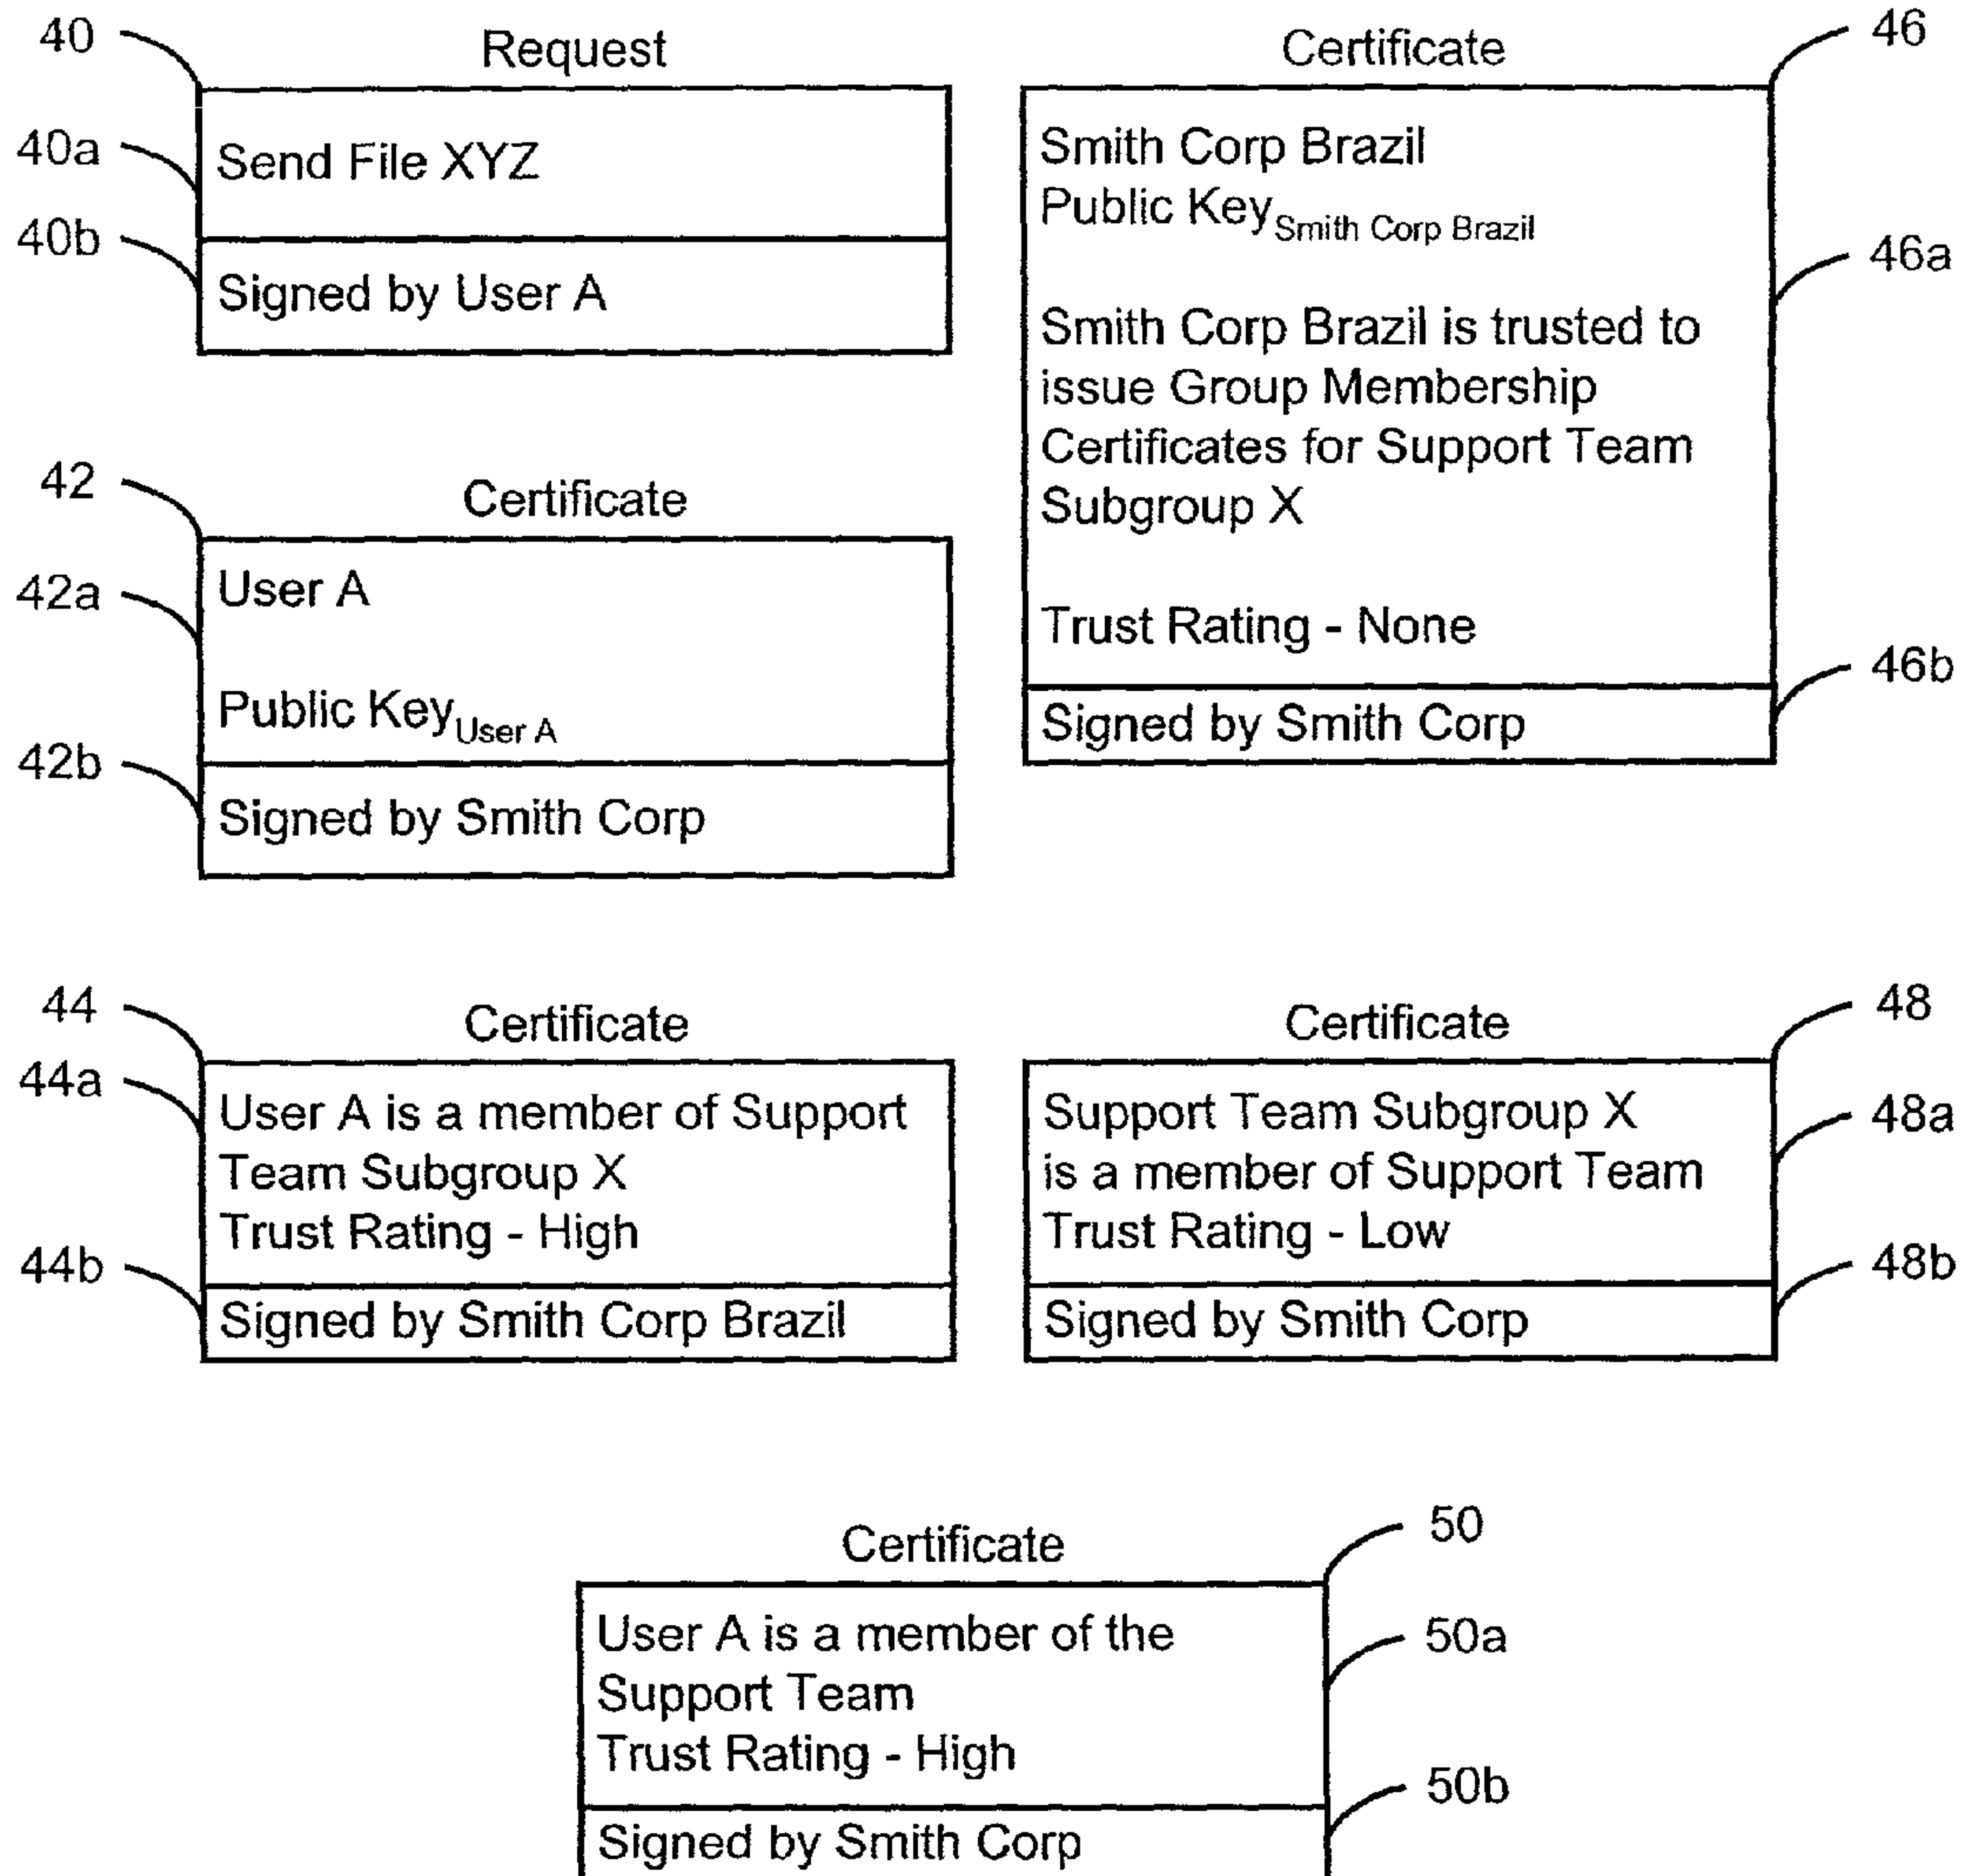 40
Request
40a
Send File XYZ
40b
Signed by User A
46
Certificate
Smith Corp Brazil
Public Key Smith Corp Brazil
46a
Smith Corp Brazil is trusted to
issue Group Membership
Certificates for Support Team
Subgroup X
Trust Rating - None
46b
Signed by Smith Corp
42
Certificate
42a
User A
Public Key User A
42b
Signed by Smith Corp
44
Certificate
44a
User A is a member of Support
Team Subgroup X
Trust Rating - High
44b
Signed by Smith Corp Brazil
48
Certificate
Support Team Subgroup X
48a
is a member of Support Team
Trust Rating - Low
48b
Signed by Smith Corp
50
Certificate
User A is a member of the
50a
Support Team
Trust Rating - High
50b
Signed by Smith Corp